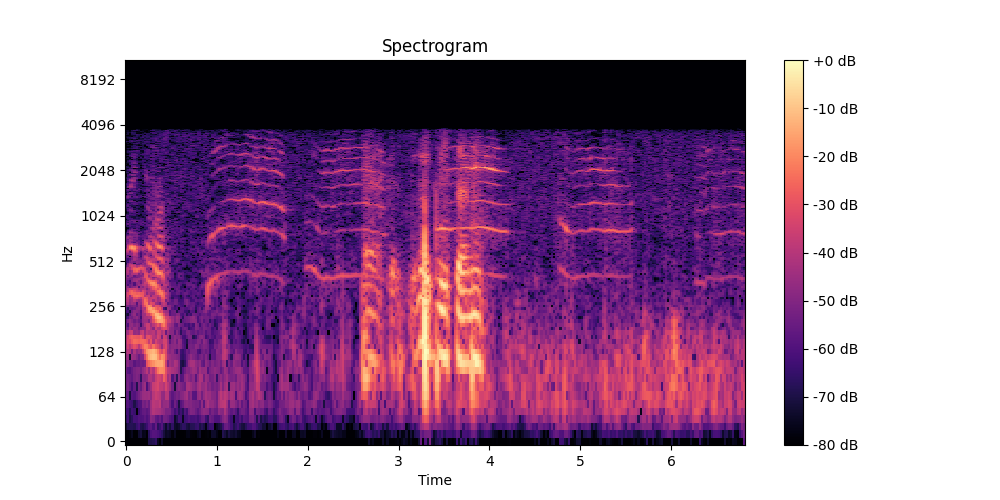 Spectrogram
8192
4096
2048
1024
512
256
128
64
0
Hz
0 1 2 3 4 5 6
Time
+0 dB
-10 dB
-20 dB
-30 dB
-40 dB
-50 dB
-60 dB
-70 dB
-80 dB